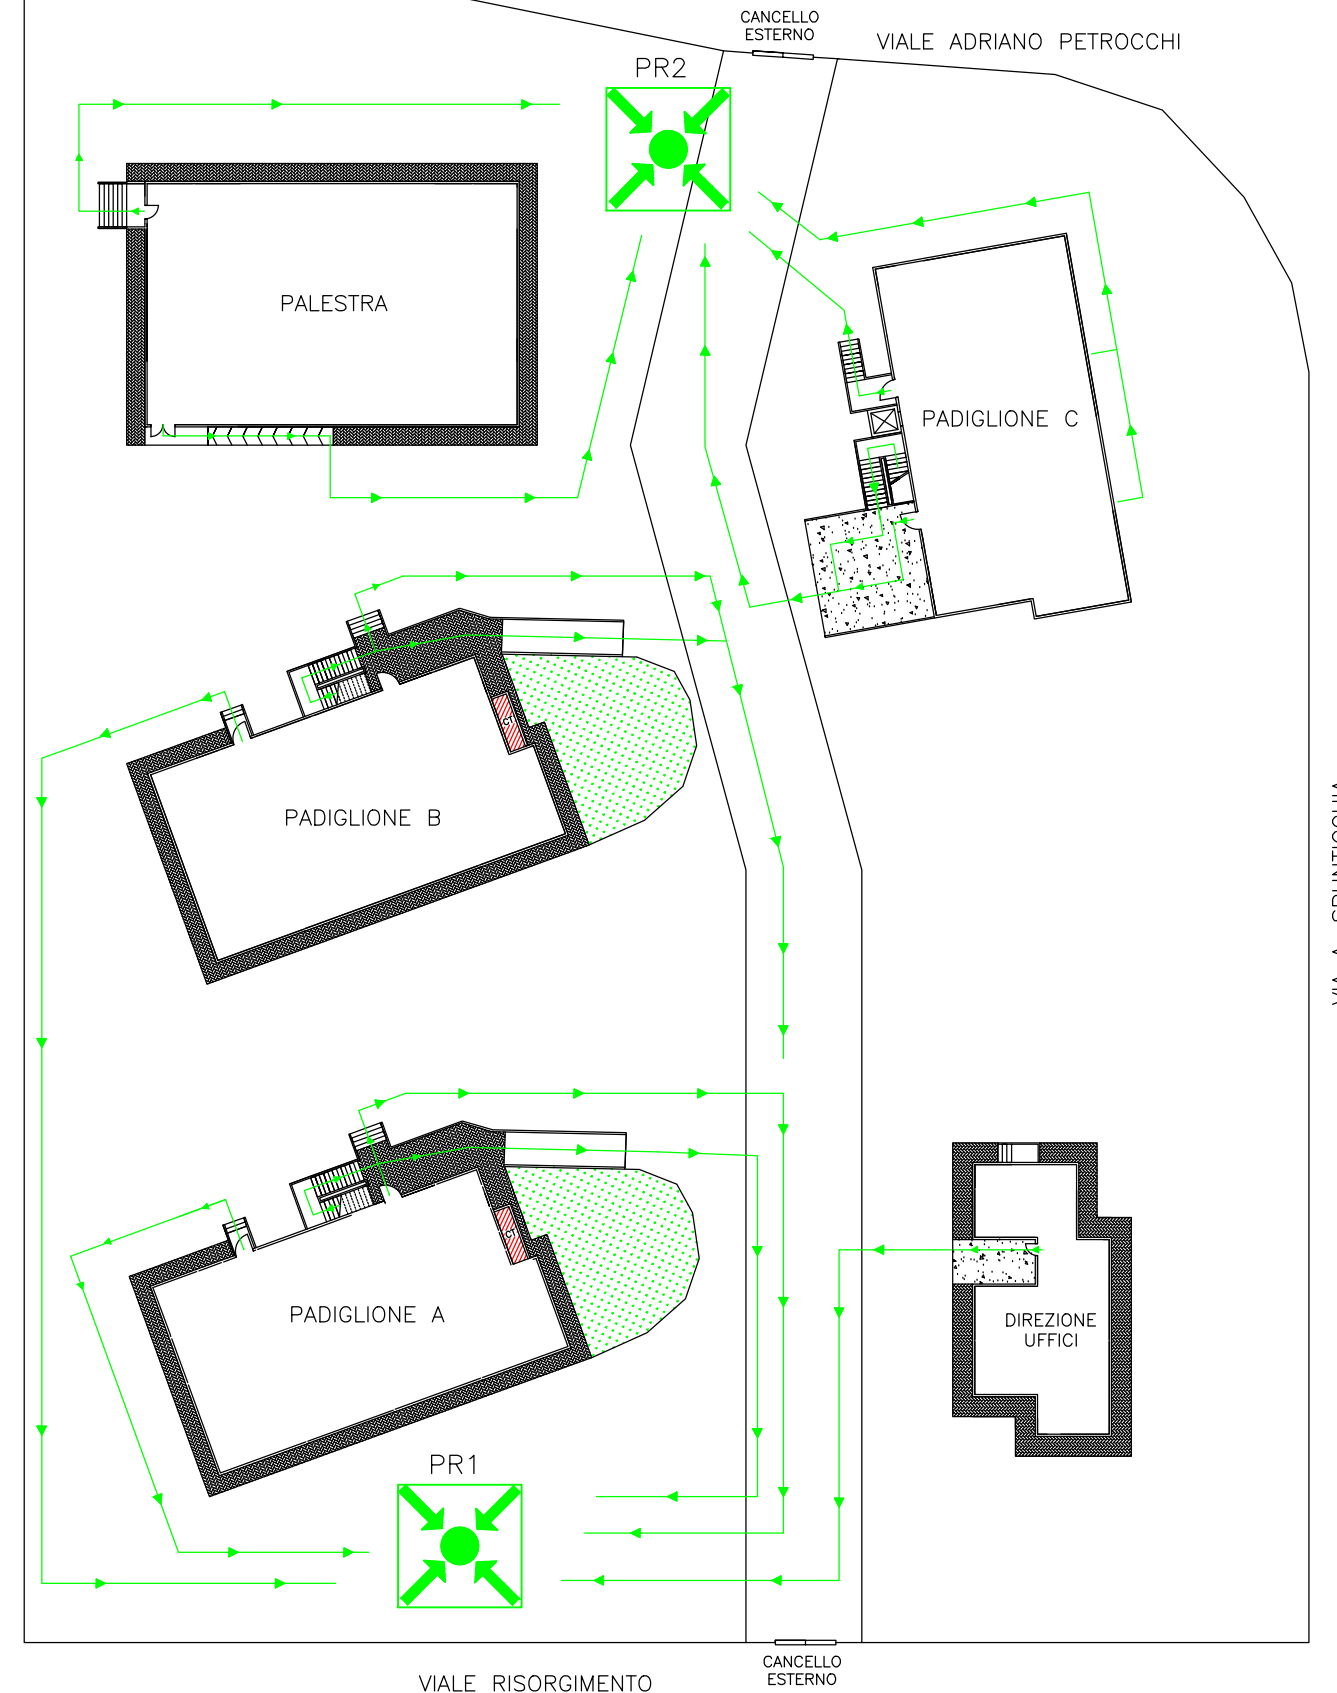 CANCELLO
ESTERNO
VIALE ADRIANO PETROCCHI
PR2
PALESTRA
PADIGLIONE C
PADIGLIONE B
PADIGLIONE A
DIREZIONE
UFFICI
PR1
CANCELLO
ESTERNO
VIALE RISORGIMENTO